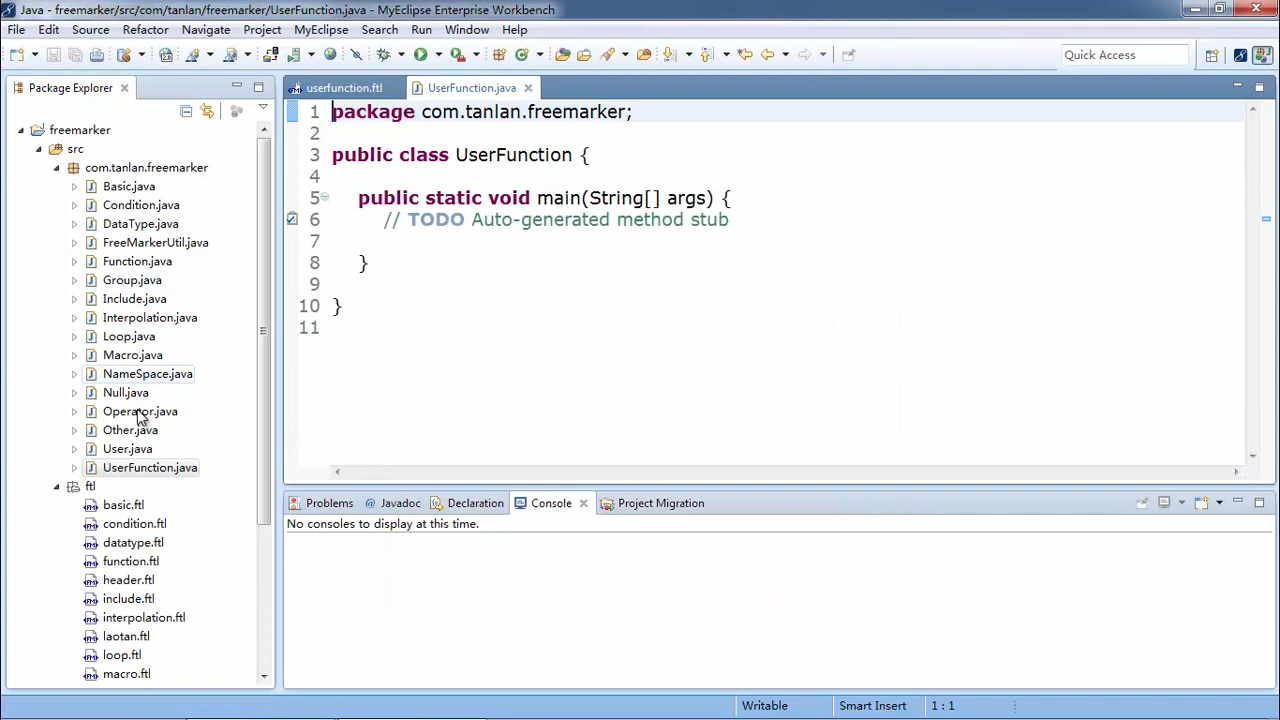 Java - freemarker/src/com/tanlan/freemarker/UserFunction.java - MyEclipse Enterprise Workbench
File Edit Source Refactor Navigate Project MyEclipse Search Run Window Help
Quick Access
Package Explorer
userfunction.ftl
UserFunction.java
freemarker
src
com.tanlan.freemarker
Basic.java
Condition.java
DataType.java
FreeMarkerUtil.java
Function.java
Group.java
Include.java
Interpolation.java
Loop.java
Macro.java
NameSpace.java
Null.java
Operator.java
Other.java
User.java
UserFunction.java
ftl
basic.ftl
condition.ftl
datatype.ftl
function.ftl
header.ftl
include.ftl
interpolation.ftl
laotan.ftl
loop.ftl
macro.ftl
1 package com.tanlan.freemarker;
2
3 public class UserFunction {
4
5 public static void main(String[] args) {
6 // TODO Auto-generated method stub
7
8 }
9
10 }
11
Problems Javadoc Declaration Console Project Migration
No consoles to display at this time.
Writable Smart Insert 1 : 1